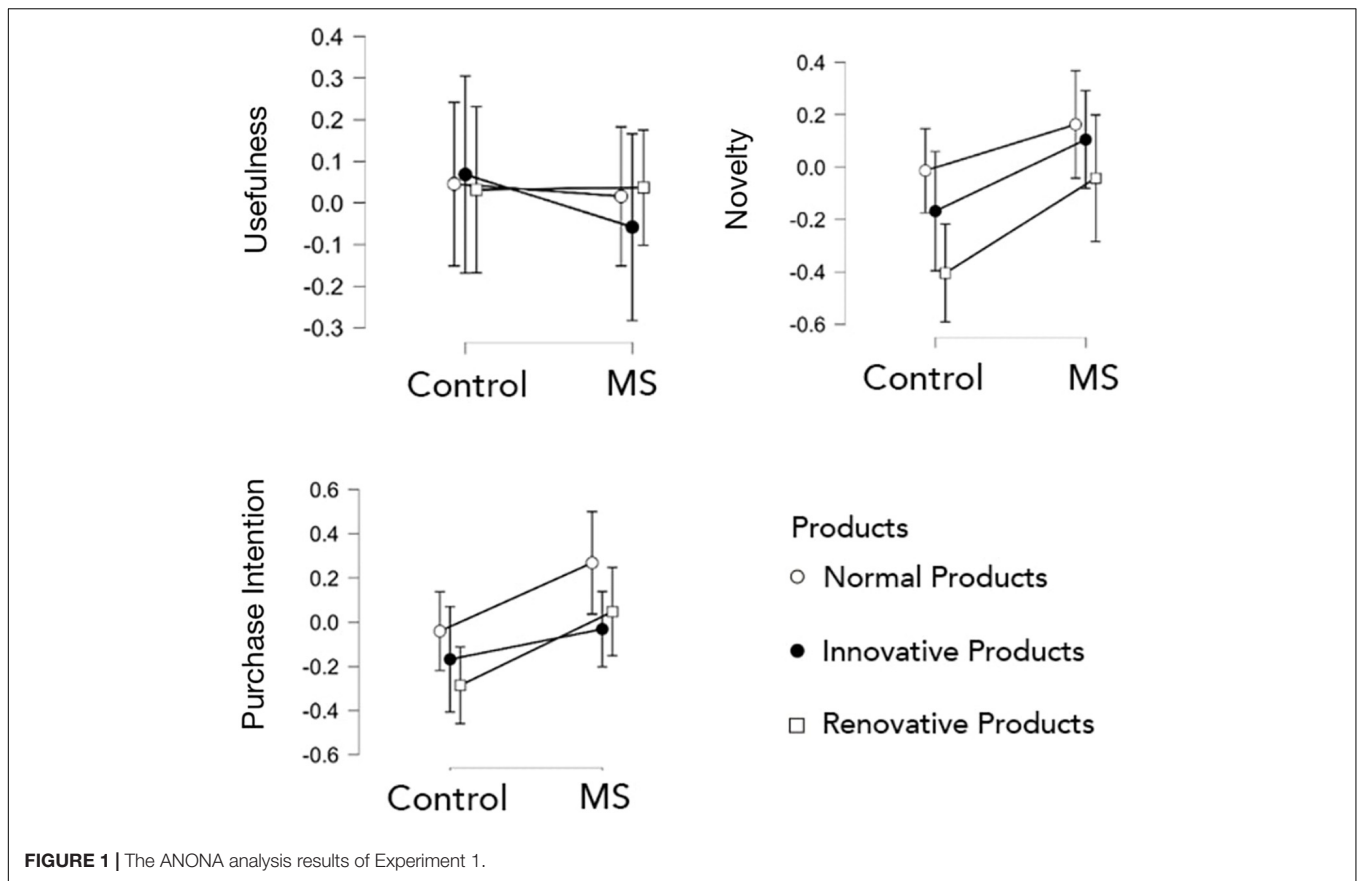 0.4
0.3
0.2
0.1
0.0
-0.1
-0.2
-0.3
Usefulness
Control MS
0.4
0.2
0.0
-0.2
-0.4
-0.6
Novelty
Control MS
0.6
0.4
0.2
0.0
-0.2
-0.4
-0.6
Purchase Intention
Control MS
Products
Normal Products
Innovative Products
Renovative Products
FIGURE 1 | The ANONA analysis results of Experiment 1.